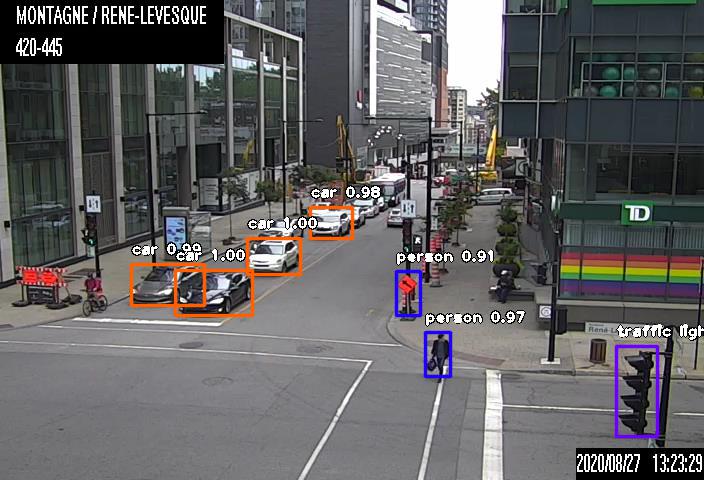 MONTAGNE / RENE-LEVESQUE
420-445
car 0.98
car 1.00
car 0.99
car 1.00
person 0.91
TD
person 0.97
René-L
traffic ligh
2020/08/27 13:23:29